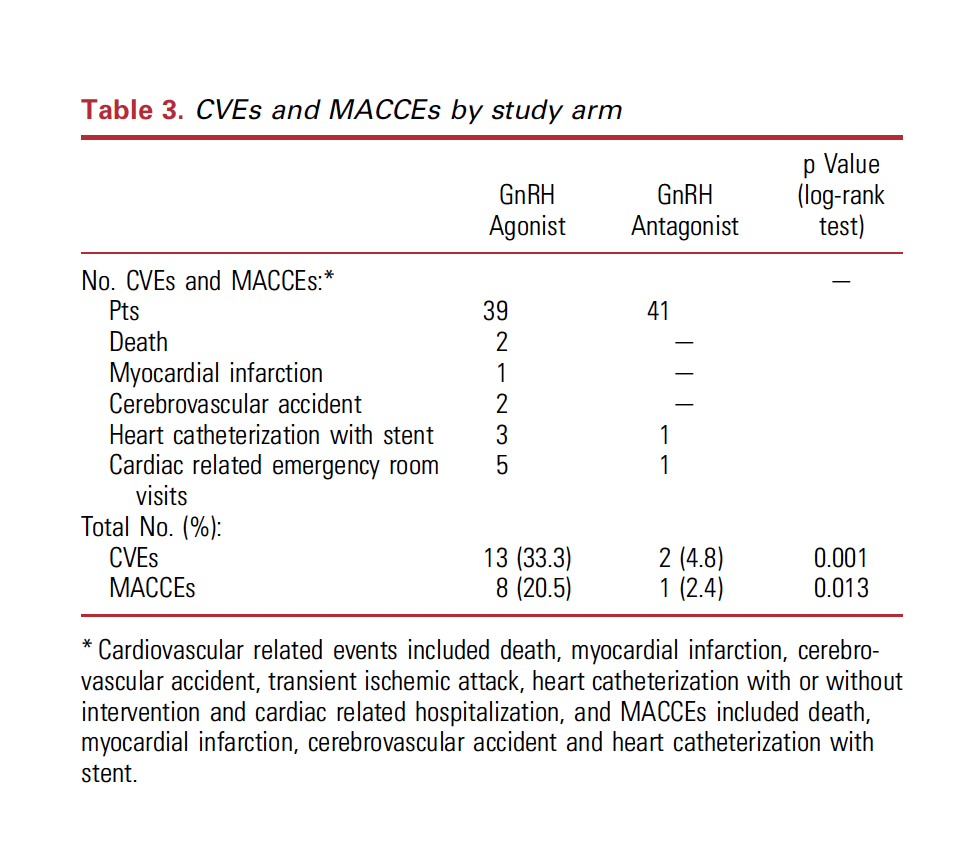 Table 3. CVEs and MACCEs by study arm
p Value
GnRH GnRH (log-rank
Agonist Antagonist test)
No. CVEs and MACCEs:* —
Pts 39 41
Death 2 —
Myocardial infarction 1 —
Cerebrovascular accident 2 —
Heart catheterization with stent 3 1
Cardiac related emergency room 5 1
visits
Total No. (%):
CVEs 13 (33.3) 2 (4.8) 0.001
MACCEs 8 (20.5) 1 (2.4) 0.013
* Cardiovascular related events included death, myocardial infarction, cerebro-
vascular accident, transient ischemic attack, heart catheterization with or without
intervention and cardiac related hospitalization, and MACCEs included death,
myocardial infarction, cerebrovascular accident and heart catheterization with
stent.